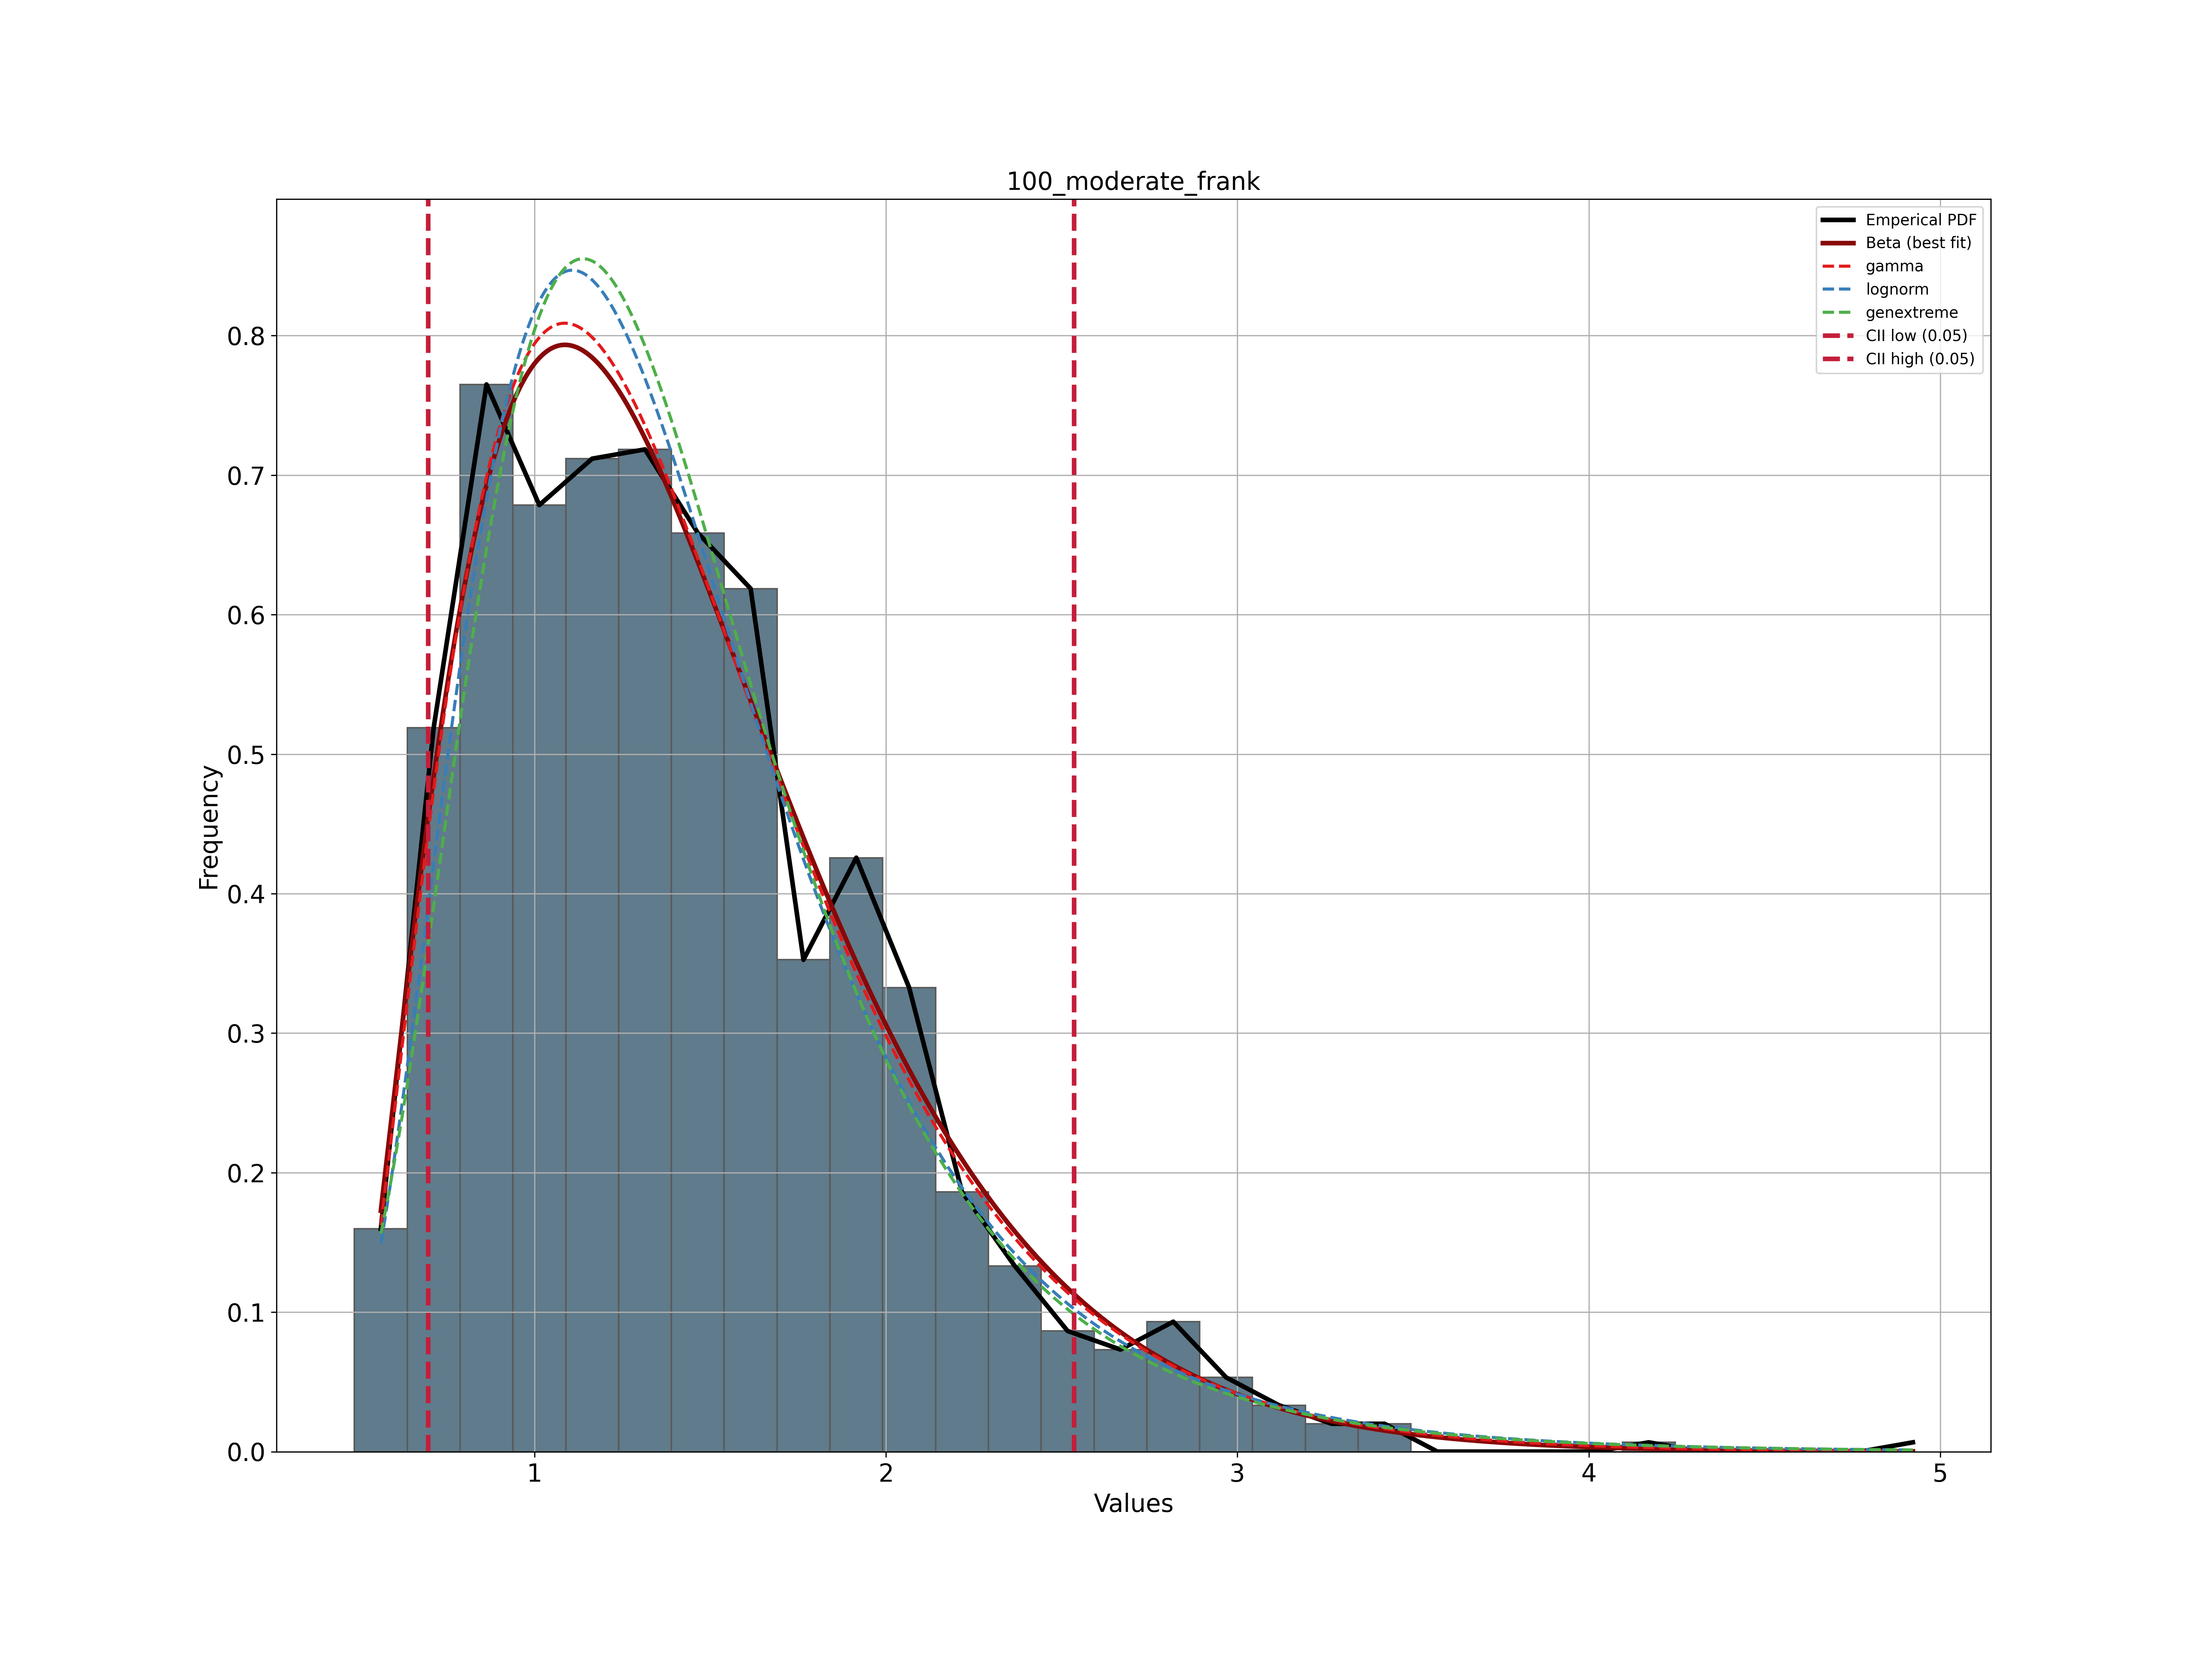 100_moderate_frank
Emperical PDF
Beta (best fit)
gamma
lognorm
genextreme
CII low (0.05)
CII high (0.05)
Frequency
0.8
0.7
0.6
0.5
0.4
0.3
0.2
0.1
0.0
1 2 3 4 5
Values